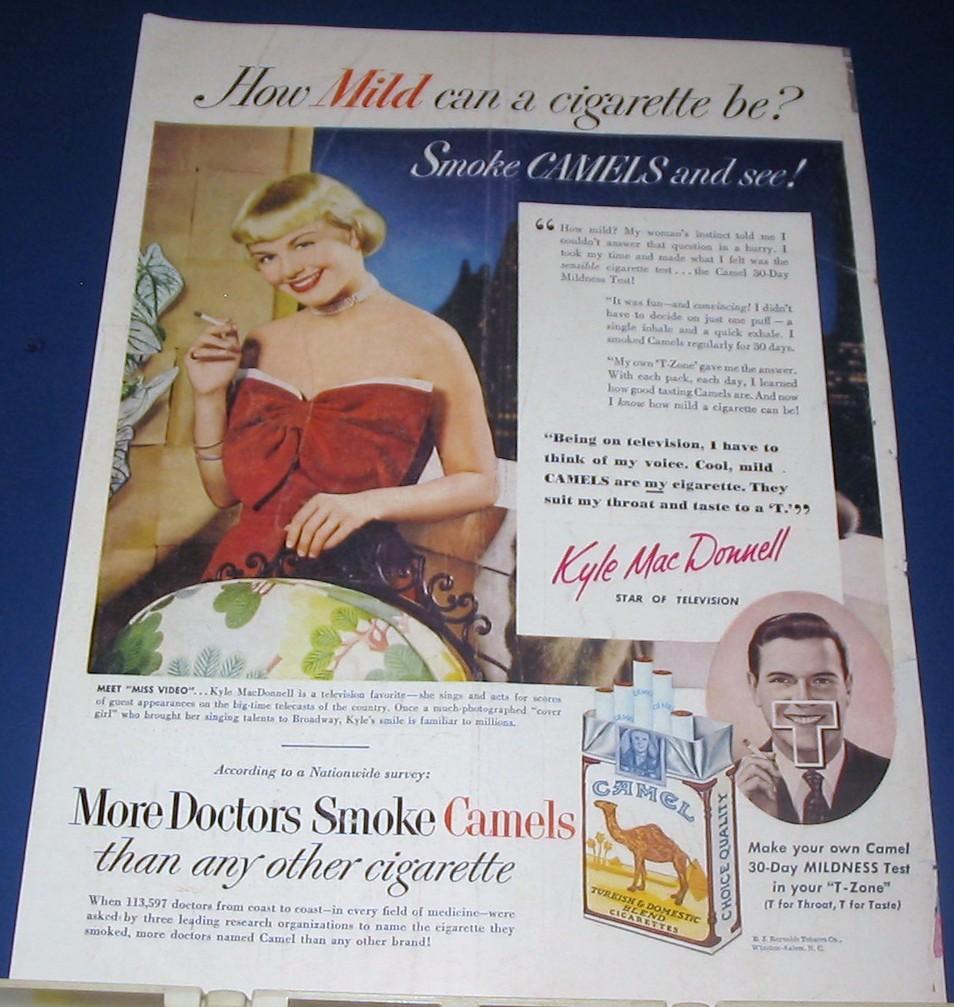 How Mild can a cigarette be?
Smoke CAMELS and see!
“How mild? My woman's instinct told me I
couldn't answer that question in a hurry. I
took my time and made what I felt was the
sensible cigarette test...the Camel 30-Day
Mildness Test!
“It was fun—and convincing! I didn't
have to decide on just one puff — a
single inhale and a quick exhale. I
smoked Camels regularly for 30 days.
“My own 'T-Zone' gave me the answer.
With each pack, each day, I learned
how good tasting Camels are. And now
I know how mild a cigarette can be!
“Being on television, I have to
think of my voice. Cool, mild
CAMELS are my cigarette. They
suit my throat and taste to a 'T.'”
Kyle MacDonnell
STAR OF TELEVISION
MEET "MISS VIDEO"...Kyle MacDonnell is a television favorite—she sings and acts for scores
of guest appearances on the big-time telecasts of the country. Once a much-photographed "cover
girl" who brought her singing talents to Broadway, Kyle's smile is familiar to millions.
According to a Nationwide survey:
More Doctors Smoke Camels
than any other cigarette
When 113,597 doctors from coast to coast—in every field of medicine—were
asked by three leading research organizations to name the cigarette they
smoked, more doctors named Camel than any other brand!
CAMEL
TURKISH & DOMESTIC
BLEND
CIGARETTES
CHOICE QUALITY
T
Make your own Camel
30-Day MILDNESS Test
in your "T-Zone"
(T for Throat, T for Taste)
R. J. Reynolds Tobacco Co.,
Winston-Salem, N. C.